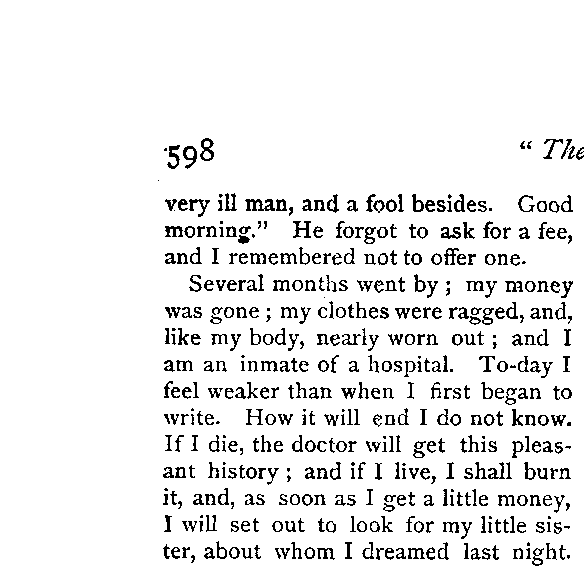 598 “ The
very ill man, and a fool besides. Good
morning.” He forgot to ask for a fee,
and I remembered not to offer one.
Several months went by ; my money
was gone ; my clothes were ragged, and,
like my body, nearly worn out ; and I
am an inmate of a hospital. To-day I
feel weaker than when I first began to
write. How it will end I do not know.
If I die, the doctor will get this pleas-
ant history ; and if I live, I shall burn
it, and, as soon as I get a little money,
I will set out to look for my little sis-
ter, about whom I dreamed last night.